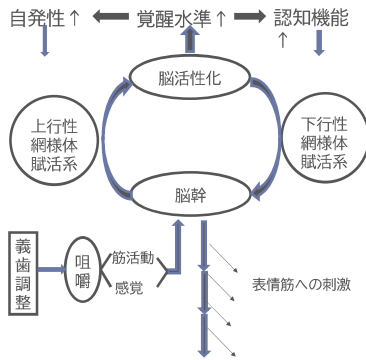 自発性↑
覚醒水準↑
認知機能
↑
脳活性化
上行性
網様体
賦活系
下行性
網様体
賦活系
脳幹
義歯調整
咀嚼
筋活動
感覚
表情筋への刺激